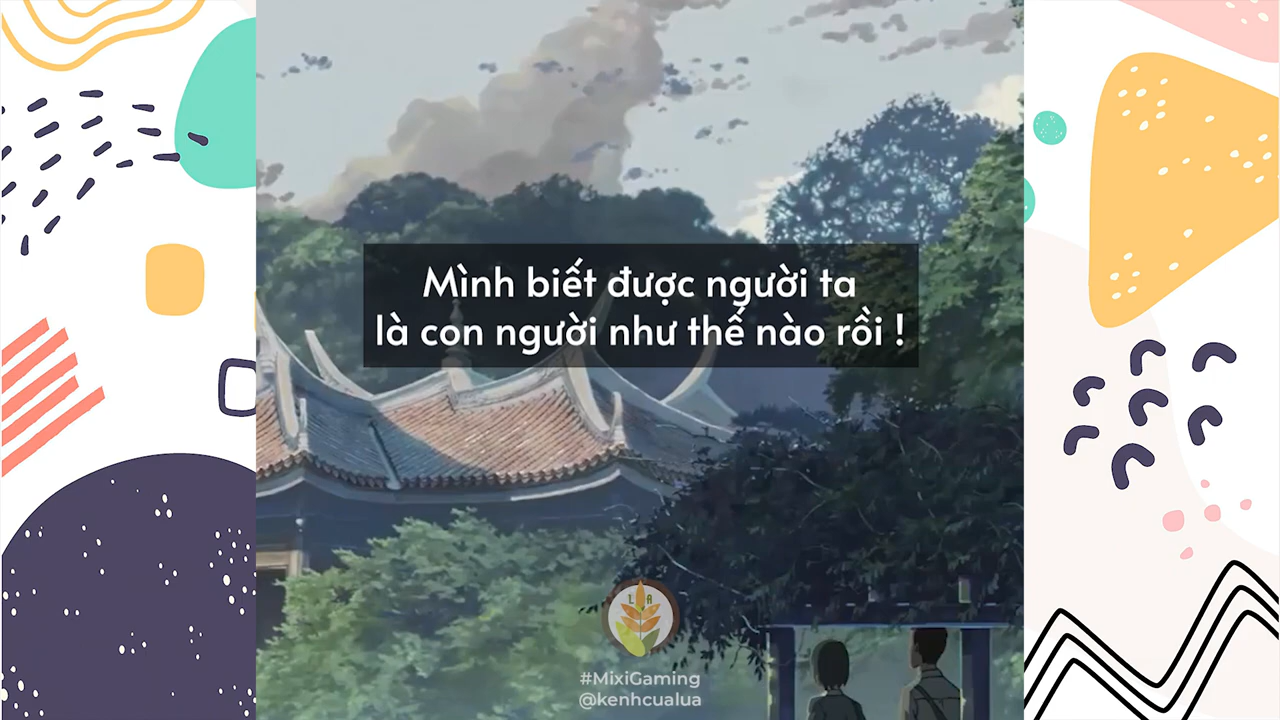 Mình biết được người ta
là con người như thế nào rồi !
L A
#MixiGaming
@kenhcualua